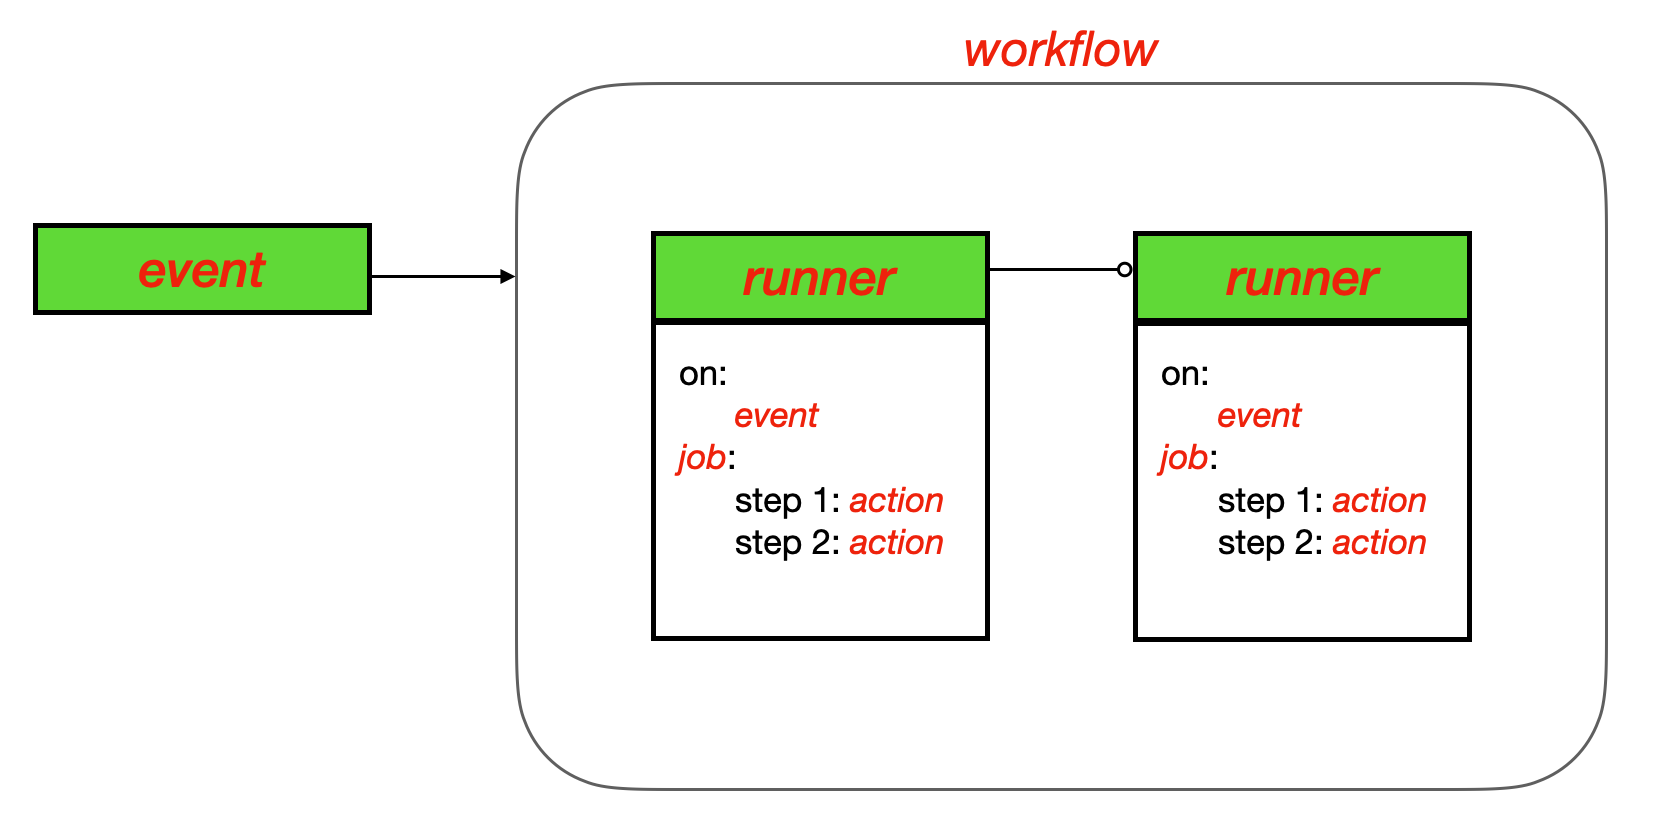 workflow
event
runner
on:
event
job:
step 1: action
step 2: action
runner
on:
event
job:
step 1: action
step 2: action